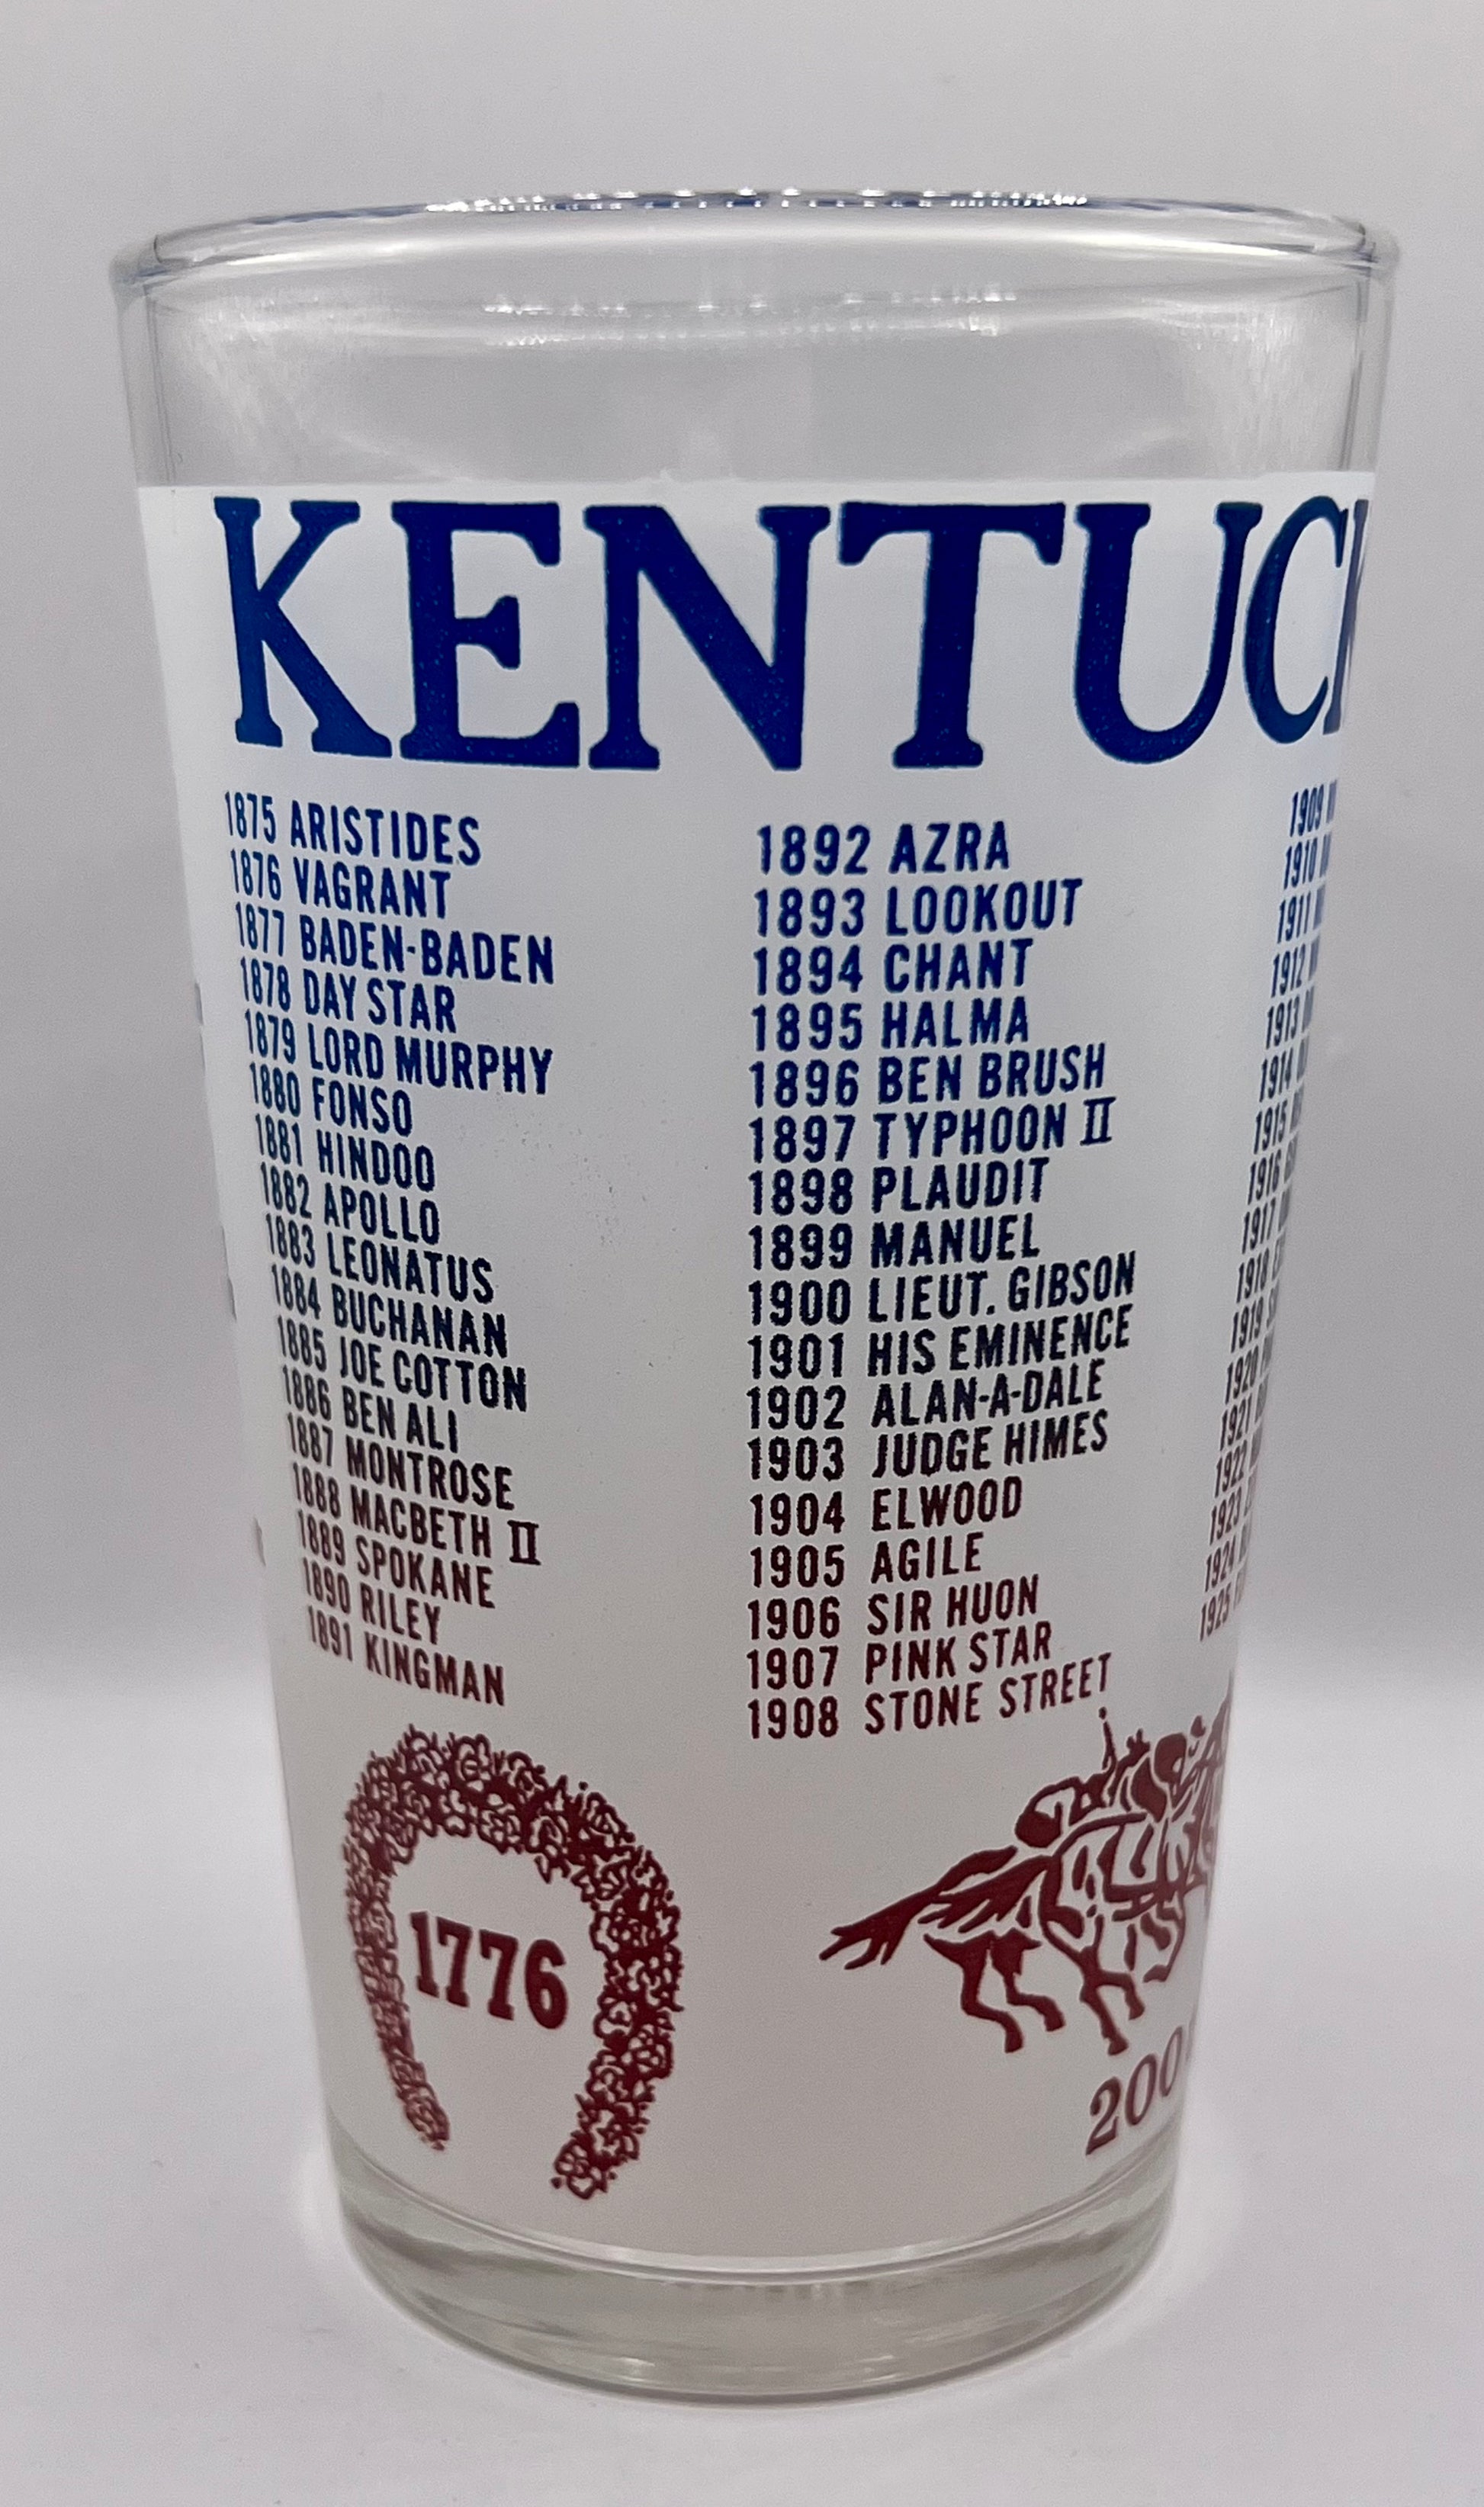 KENTUCK
1875 ARISTIDES
1876 VAGRANT
1877 BADEN-BADEN
1878 DAY STAR
1879 LORD MURPHY
1880 FONSO
1881 HINDOO
1882 APOLLO
1883 LEONATUS
1884 BUCHANAN
1885 JOE COTTON
1886 BEN ALI
1887 MONTROSE
1888 MACBETH II
1889 SPOKANE
1890 RILEY
1891 KINGMAN
1892 AZRA
1893 LOOKOUT
1894 CHANT
1895 HALMA
1896 BEN BRUSH
1897 TYPHOON II
1898 PLAUDIT
1899 MANUEL
1900 LIEUT. GIBSON
1901 HIS EMINENCE
1902 ALAN-A-DALE
1903 JUDGE HIMES
1904 ELWOOD
1905 AGILE
1906 SIR HUON
1907 PINK STAR
1908 STONE STREET
1909
1910
1911
1912
1913
1914
1915
1916
1917
1918
1919
1920
1921
1922
1923
1924
1925
1776
200